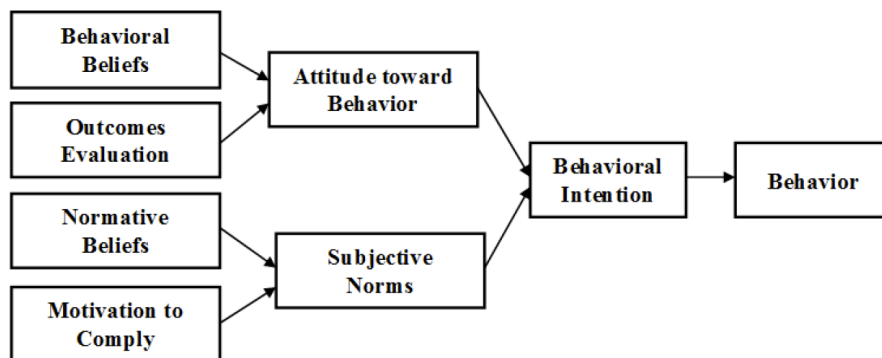 Behavioral
Beliefs
Outcomes
Evaluation
Normative
Beliefs
Motivation to
Comply
Attitude toward
Behavior
Subjective
Norms
Behavioral
Intention
Behavior